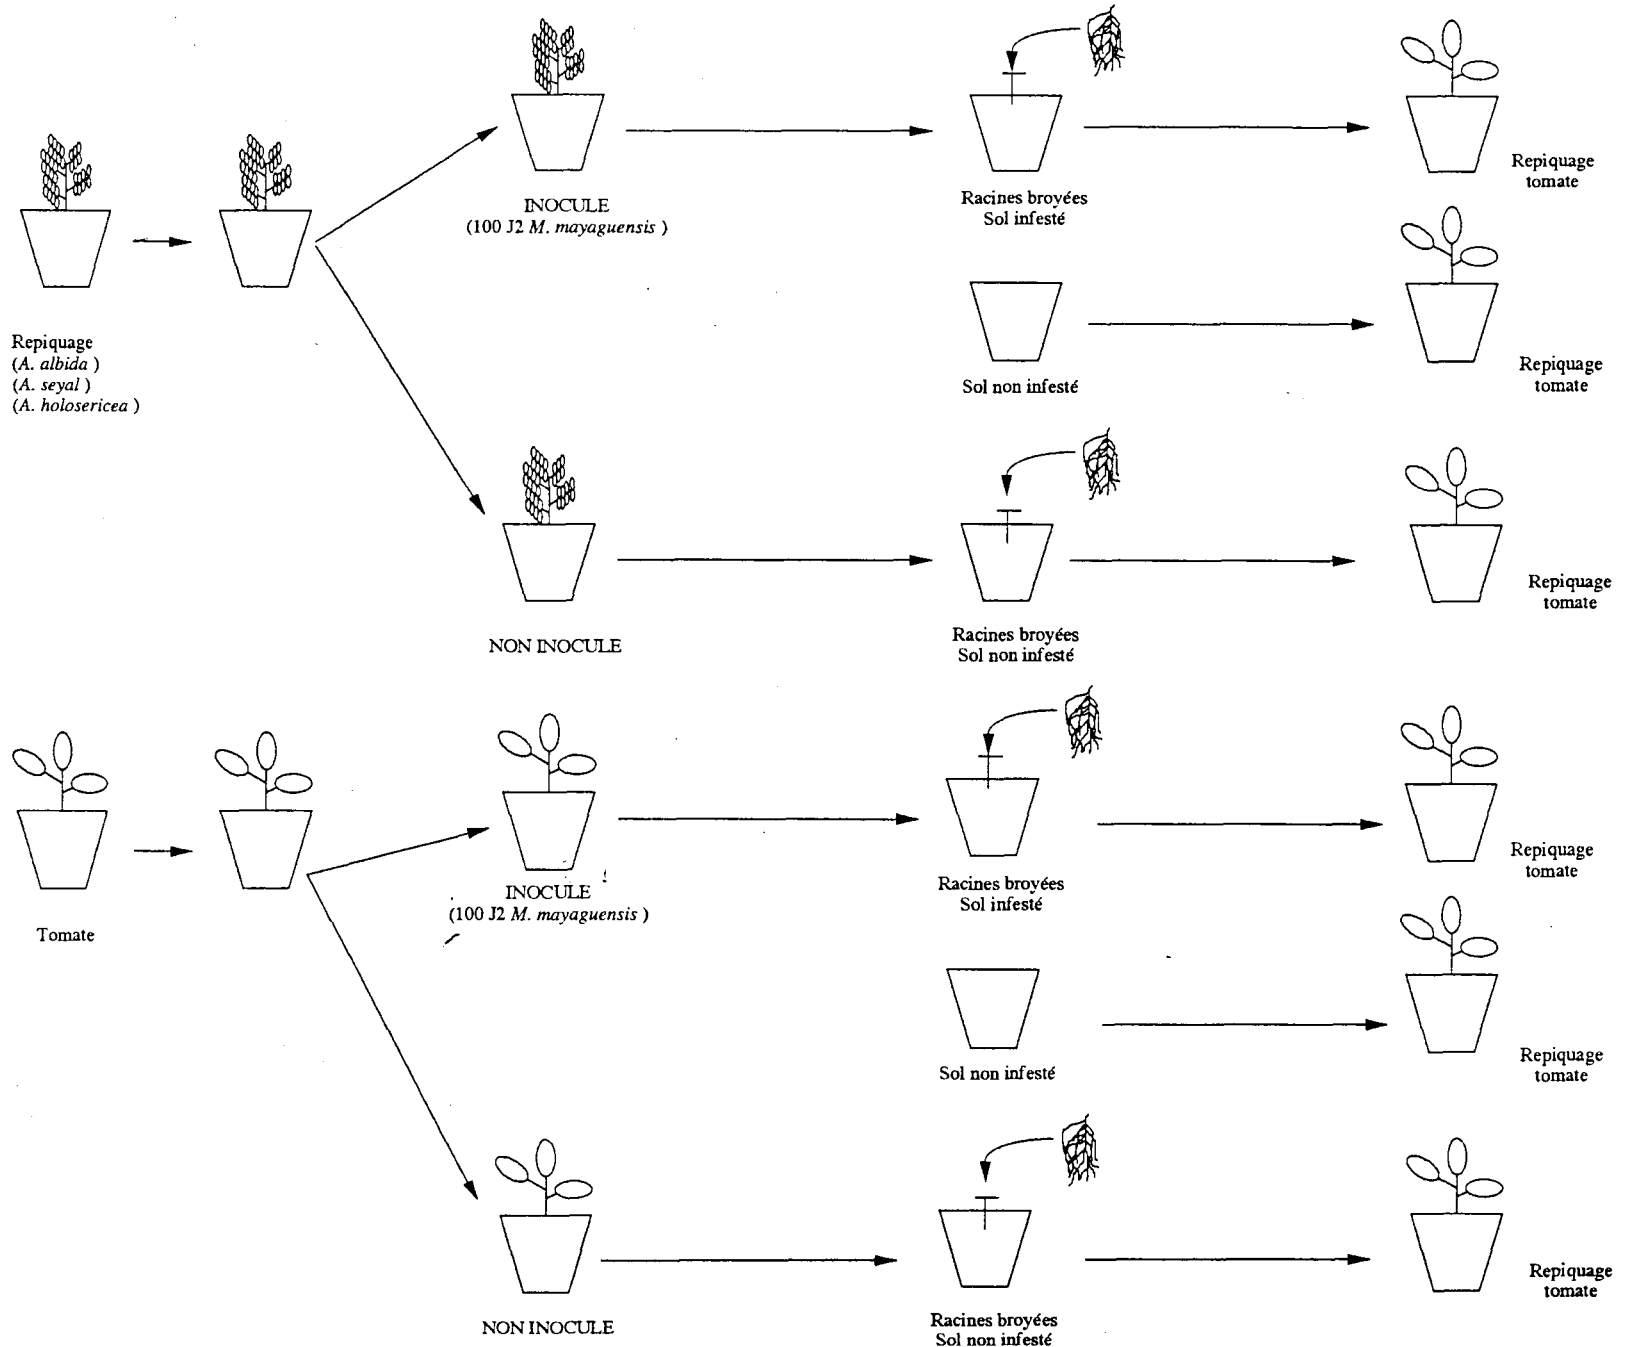 Repiquage
tomate
INOCULE
(100 J2 M. mayaguensis )
Racines broyées
Sol infesté
Repiquage
(A. albida )
(A. seyal )
(A. holosericea )
Sol non infesté
Repiquage
tomate
NON INOCULE
Racines broyées
Sol non infesté
Repiquage
tomate
Tomate
INOCULE
(100 J2 M. mayaguensis )
Racines broyées
Sol infesté
Repiquage
tomate
Sol non infesté
Repiquage
tomate
NON INOCULE
Racines broyées
Sol non infesté
Repiquage
tomate